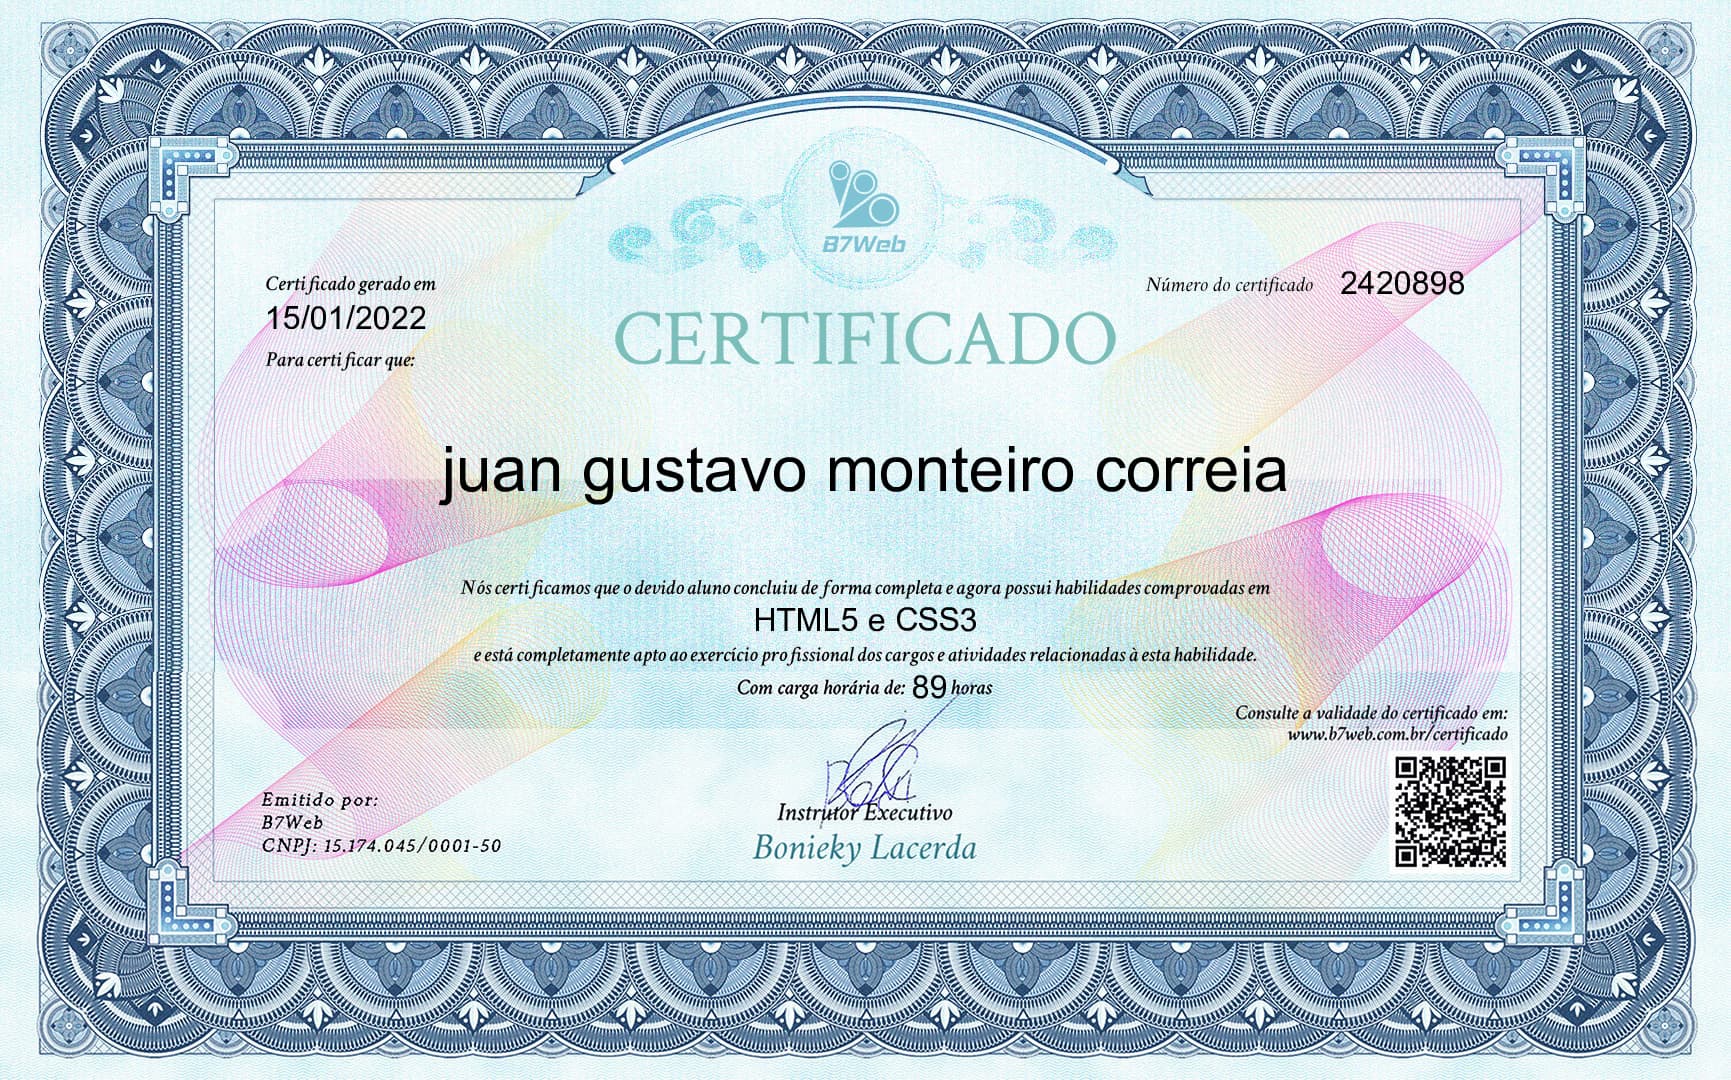 B7Web
Certificado gerado em
15/01/2022
Para certificar que:
Número do certificado 2420898
CERTIFICADO
juan gustavo monteiro correia
Nós certificamos que o devido aluno concluiu de forma completa e agora possui habilidades comprovadas em
HTML5 e CSS3
e está completamente apto ao exercício profissional dos cargos e atividades relacionadas à esta habilidade.
Com carga horária de: 89 horas
Consulte a validade do certificado em:
www.b7web.com.br/certificado
Emitido por:
B7Web
CNPJ: 15.174.045/0001-50
Instrutor Executivo
Bonieky Lacerda